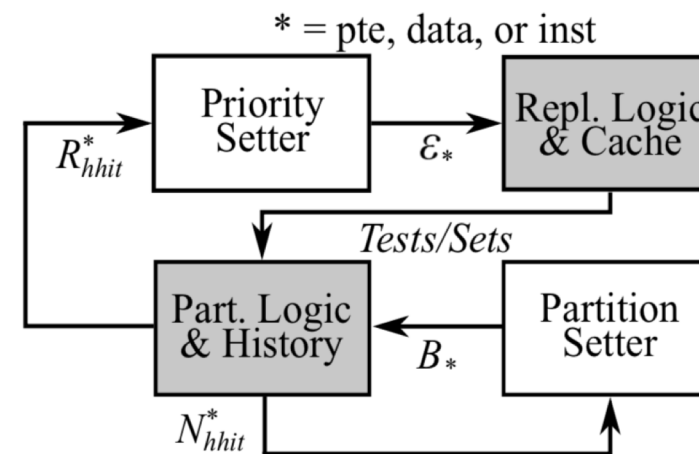 * = pte, data, or inst
Priority
Setter
Repl. Logic
& Cache
R*hhit
ε*
Tests/Sets
Part. Logic
& History
Partition
Setter
B*
N*hhit